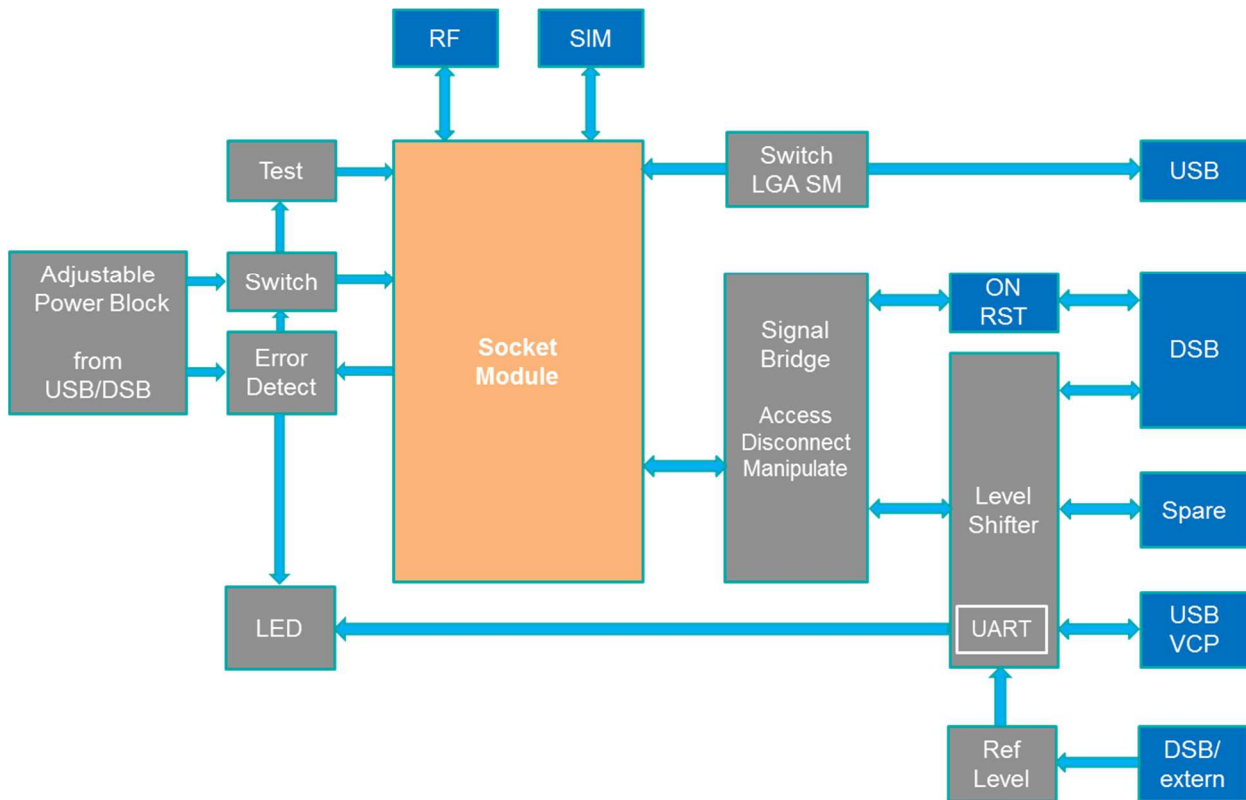 RF
SIM
Test
Switch
LGA SM
USB
Adjustable
Power Block
from
USB/DSB
Switch
Error
Detect
Socket
Module
Signal
Bridge
Access
Disconnect
Manipulate
ON
RST
DSB
Level
Shifter
Spare
LED
UART
USB
VCP
Ref
Level
DSB/
extern